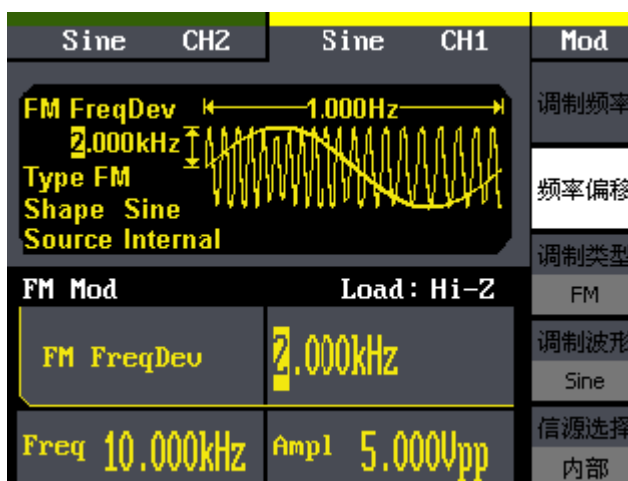 Sine CH2 Sine CH1 Mod
FM FreqDev 1.000Hz
2.000kHz
Type FM
Shape Sine
Source Internal
调制频率
频率偏移
调制类型
FM
调制波形
Sine
信源选择
内部
FM Mod Load: Hi-Z
FM FreqDev 2.000kHz
Freq 10.000kHz Ampl 5.000Vpp